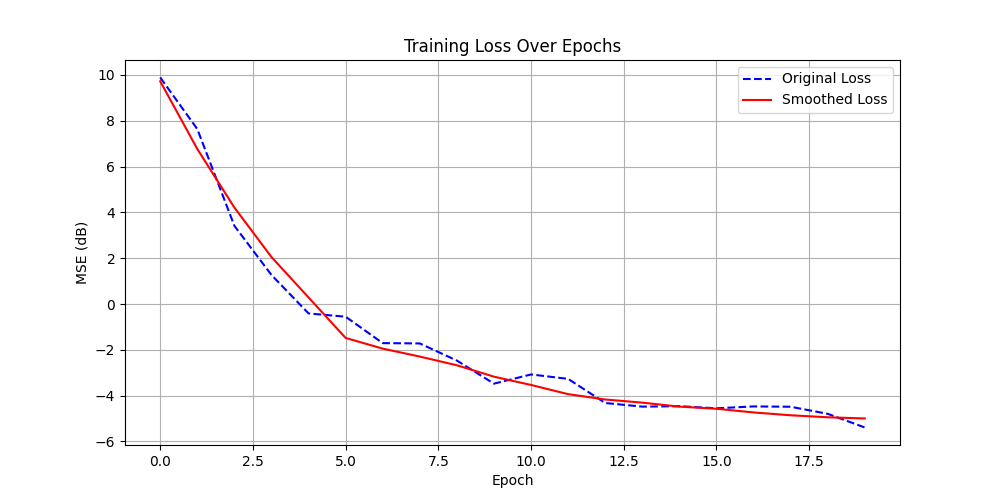 Training Loss Over Epochs
Original Loss
Smoothed Loss
MSE (dB)
10
8
6
4
2
0
−2
−4
−6
0.0 2.5 5.0 7.5 10.0 12.5 15.0 17.5
Epoch